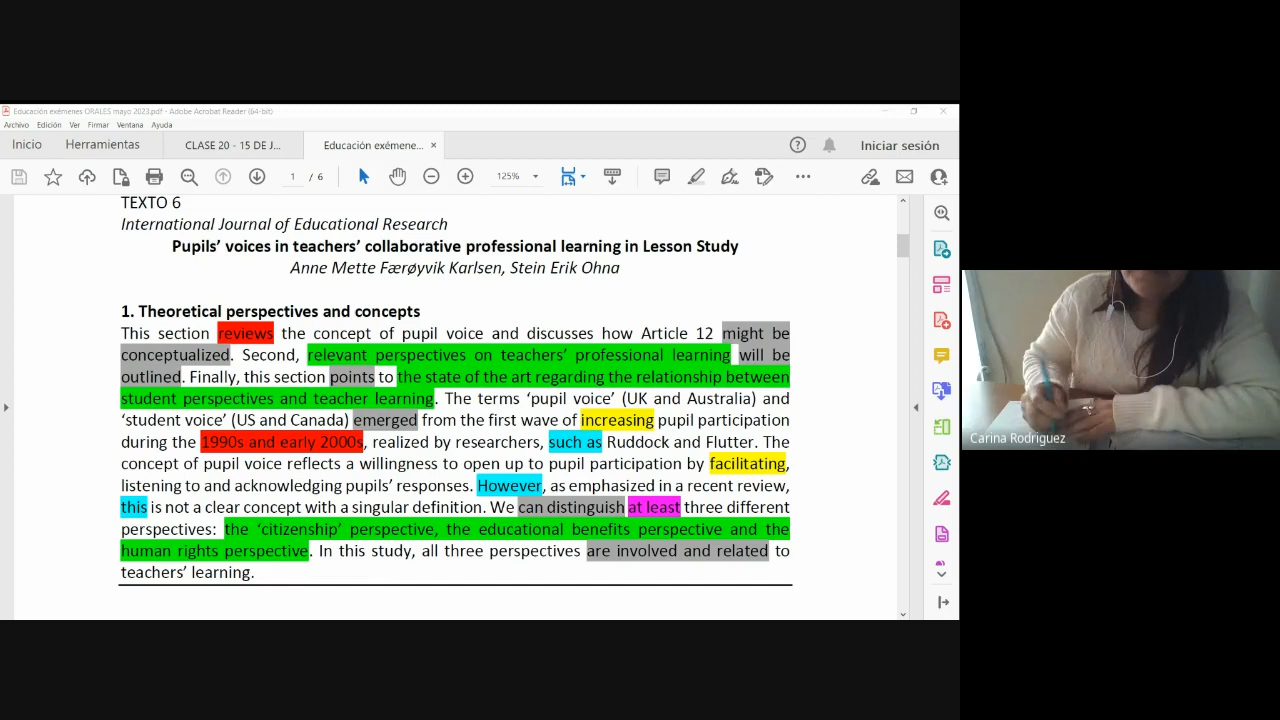 Educación exémenes ORALES mayo 2023.pdf - Adobe Acrobat Reader (64-bit)
Archivo Edición Ver Firmar Ventana Ayuda
Inicio Herramientas CLASE 20 - 15 DE J... Educación exémene... × Iniciar sesión
1 / 6 125%
TEXTO 6
International Journal of Educational Research
Pupils’ voices in teachers’ collaborative professional learning in Lesson Study
Anne Mette Færøyvik Karlsen, Stein Erik Ohna
1. Theoretical perspectives and concepts
This section reviews the concept of pupil voice and discusses how Article 12 might be
conceptualized. Second, relevant perspectives on teachers’ professional learning will be
outlined. Finally, this section points to the state of the art regarding the relationship between
student perspectives and teacher learning. The terms ‘pupil voice’ (UK and Australia) and
‘student voice’ (US and Canada) emerged from the first wave of increasing pupil participation
during the 1990s and early 2000s, realized by researchers, such as Ruddock and Flutter. The
concept of pupil voice reflects a willingness to open up to pupil participation by facilitating,
listening to and acknowledging pupils’ responses. However, as emphasized in a recent review,
this is not a clear concept with a singular definition. We can distinguish at least three different
perspectives: the ‘citizenship’ perspective, the educational benefits perspective and the
human rights perspective. In this study, all three perspectives are involved and related to
teachers’ learning.
Carina Rodriguez